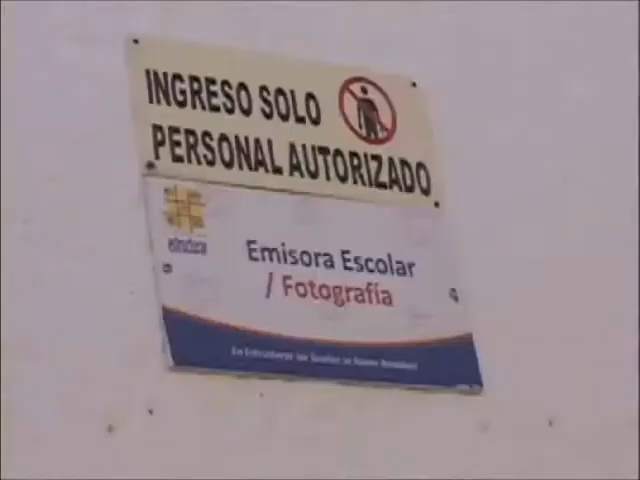 INGRESO SOLO
PERSONAL AUTORIZADO
Emisora Escolar
/ Fotografía